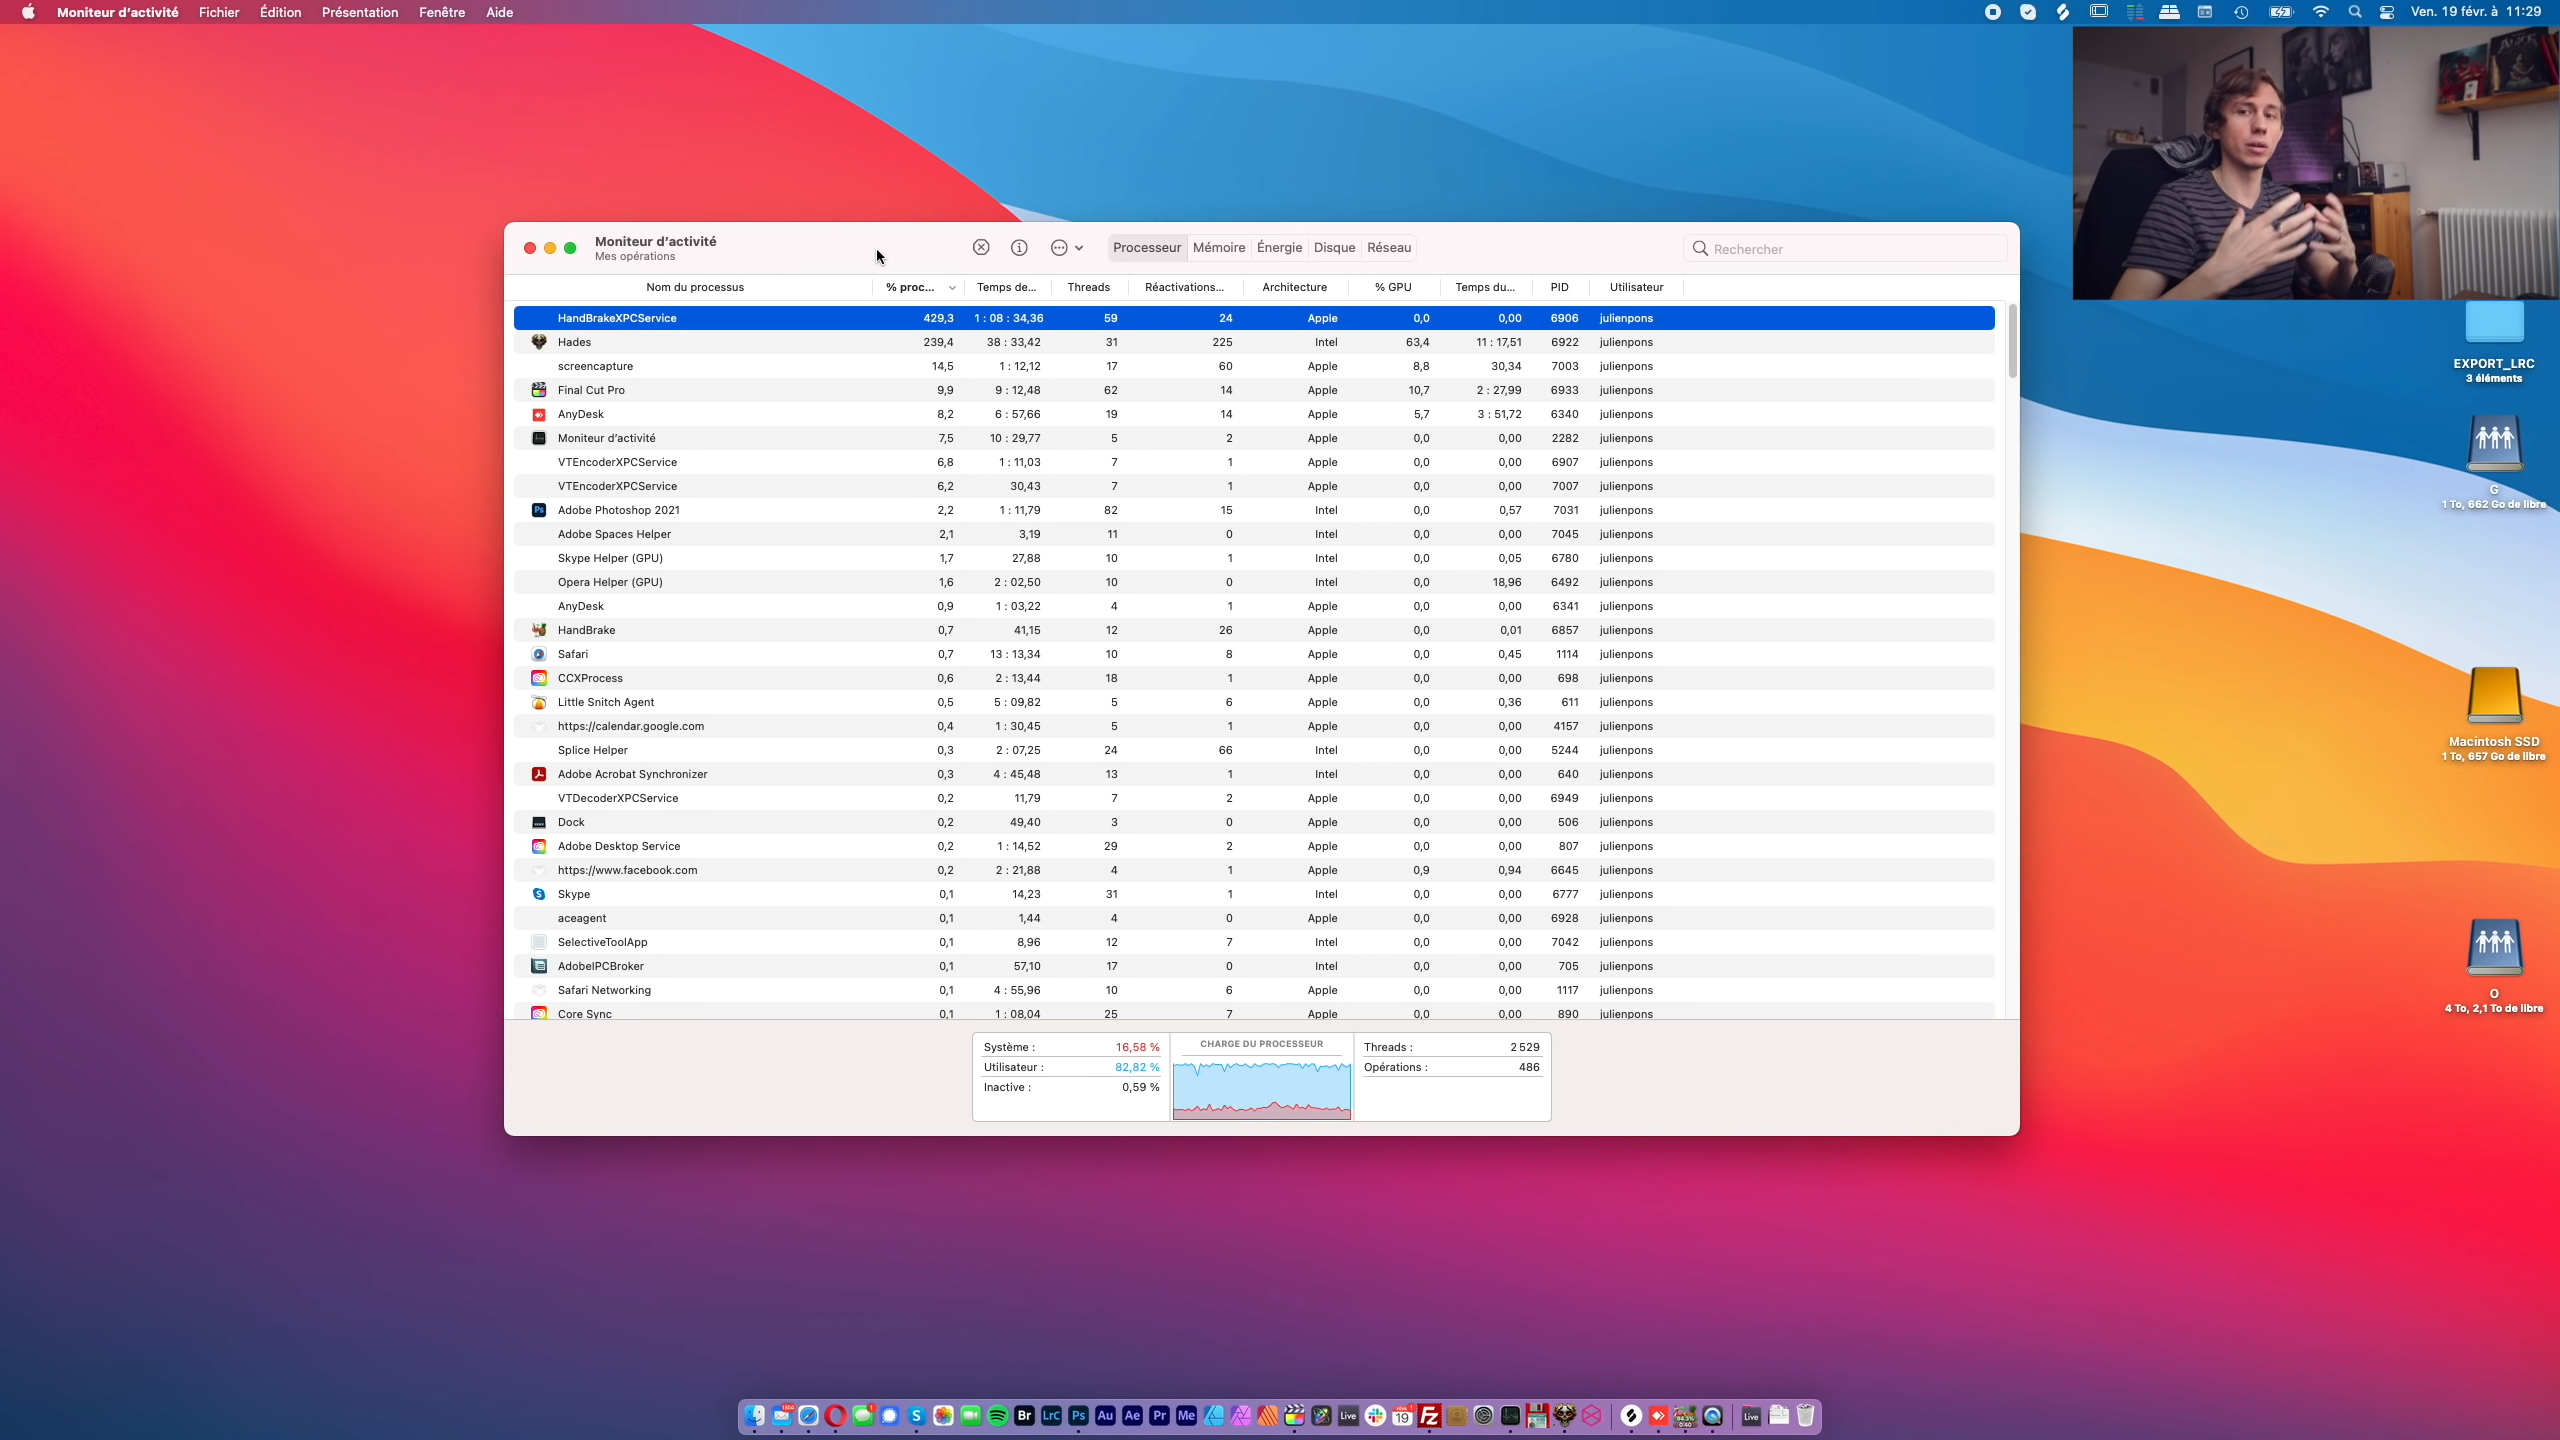 Moniteur d’activité Fichier Édition Présentation Fenêtre Aide Ven. 19 févr. à 11:29
Moniteur d’activité
Mes opérations
Processeur Mémoire Énergie Disque Réseau Rechercher
Nom du processus % proc... Temps de... Threads Réactivations... Architecture % GPU Temps du... PID Utilisateur
HandBrakeXPCService 429,3 1 : 08 : 34,36 59 24 Apple 0,0 0,00 6906 julienpons
Hades 239,4 38 : 33,42 31 225 Intel 63,4 11 : 17,51 6922 julienpons
screencapture 14,5 1 : 12,12 17 60 Apple 8,8 30,34 7003 julienpons
Final Cut Pro 9,9 9 : 12,48 62 14 Apple 10,7 2 : 27,99 6933 julienpons
AnyDesk 8,2 6 : 57,66 19 14 Apple 5,7 3 : 51,72 6340 julienpons
Moniteur d’activité 7,5 10 : 29,77 5 2 Apple 0,0 0,00 2282 julienpons
VTEncoderXPCService 6,8 1 : 11,03 7 1 Apple 0,0 0,00 6907 julienpons
VTEncoderXPCService 6,2 30,43 7 1 Apple 0,0 0,00 7007 julienpons
Ps Adobe Photoshop 2021 2,2 1 : 11,79 82 15 Intel 0,0 0,57 7031 julienpons
Adobe Spaces Helper 2,1 3,19 11 0 Intel 0,0 0,00 7045 julienpons
Skype Helper (GPU) 1,7 27,88 10 1 Intel 0,0 0,05 6780 julienpons
Opera Helper (GPU) 1,6 2 : 02,50 10 0 Intel 0,0 18,96 6492 julienpons
AnyDesk 0,9 1 : 03,22 4 1 Apple 0,0 0,00 6341 julienpons
HandBrake 0,7 41,15 12 26 Apple 0,0 0,01 6857 julienpons
Safari 0,7 13 : 13,34 10 8 Apple 0,0 0,45 1114 julienpons
CCXProcess 0,6 2 : 13,44 18 1 Apple 0,0 0,00 698 julienpons
Little Snitch Agent 0,5 5 : 09,82 5 6 Apple 0,0 0,36 611 julienpons
https://calendar.google.com 0,4 1 : 30,45 5 1 Apple 0,0 0,00 4157 julienpons
Splice Helper 0,3 2 : 07,25 24 66 Intel 0,0 0,00 5244 julienpons
Adobe Acrobat Synchronizer 0,3 4 : 45,48 13 1 Intel 0,0 0,00 640 julienpons
VTDecoderXPCService 0,2 11,79 7 2 Apple 0,0 0,00 6949 julienpons
Dock 0,2 49,40 3 0 Apple 0,0 0,00 506 julienpons
Adobe Desktop Service 0,2 1 : 14,52 29 2 Apple 0,0 0,00 807 julienpons
https://www.facebook.com 0,2 2 : 21,88 4 1 Apple 0,9 0,94 6645 julienpons
Skype 0,1 14,23 31 1 Intel 0,0 0,00 6777 julienpons
aceagent 0,1 1,44 4 0 Apple 0,0 0,00 6928 julienpons
SelectiveToolApp 0,1 8,96 12 7 Intel 0,0 0,00 7042 julienpons
AdobeIPCBroker 0,1 57,10 17 0 Intel 0,0 0,00 705 julienpons
Safari Networking 0,1 4 : 55,96 10 6 Apple 0,0 0,00 1117 julienpons
Core Sync 0,1 1 : 08,04 25 7 Apple 0,0 0,00 890 julienpons
Système : 16,58 %
Utilisateur : 82,82 %
Inactive : 0,59 %
CHARGE DU PROCESSEUR
Threads : 2 529
Opérations : 486
EXPORT_LRC
3 éléments
G
1 To, 662 Go de libre
Macintosh SSD
1 To, 657 Go de libre
O
4 To, 2,1 To de libre
Br LrC Ps Au Ae Pr Me Live 19 Fz Live